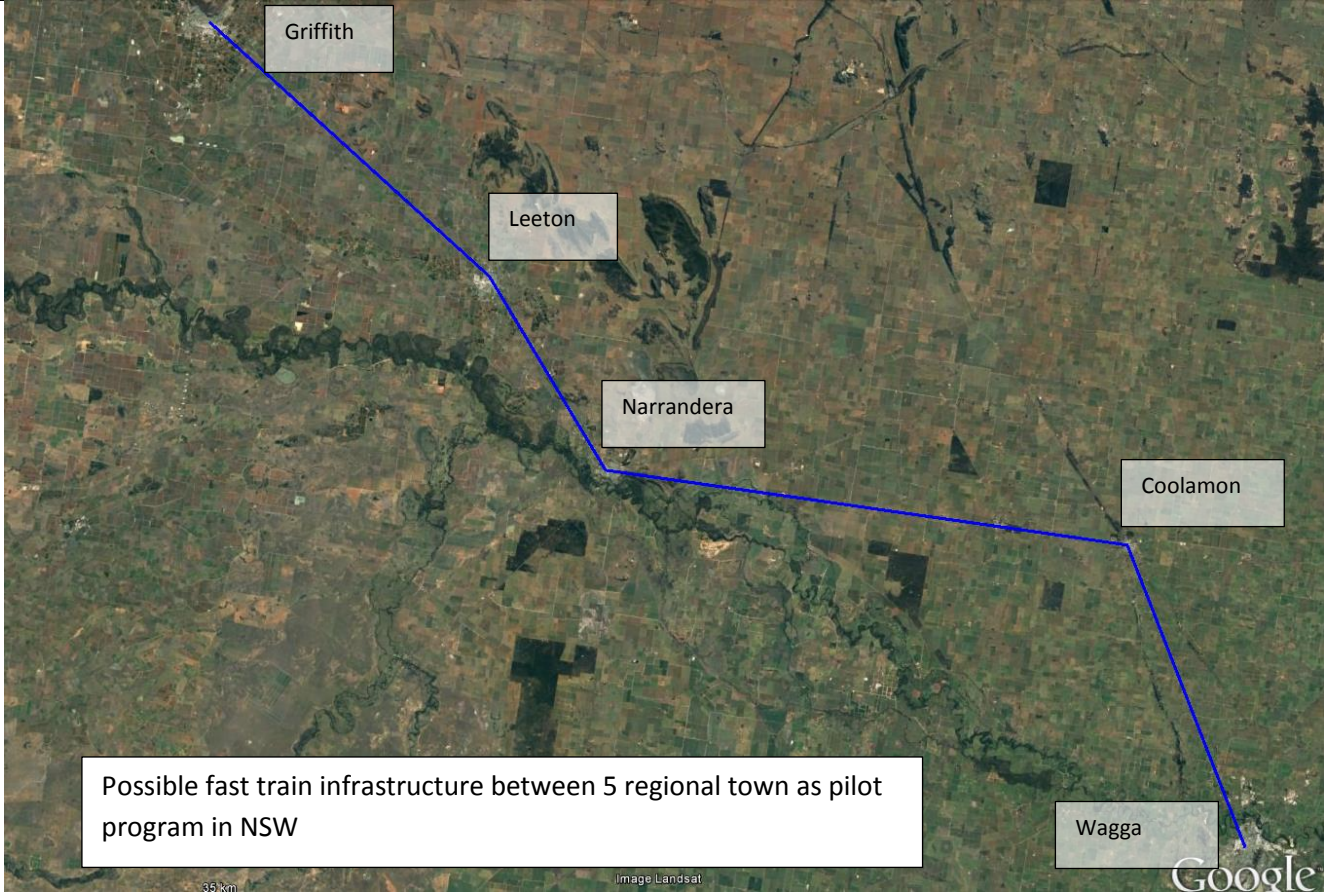 Griffith
Leeton
Narrandera
Coolamon
Possible fast train infrastructure between 5 regional town as pilot
program in NSW
Wagga
35 km
Image Landsat
Google